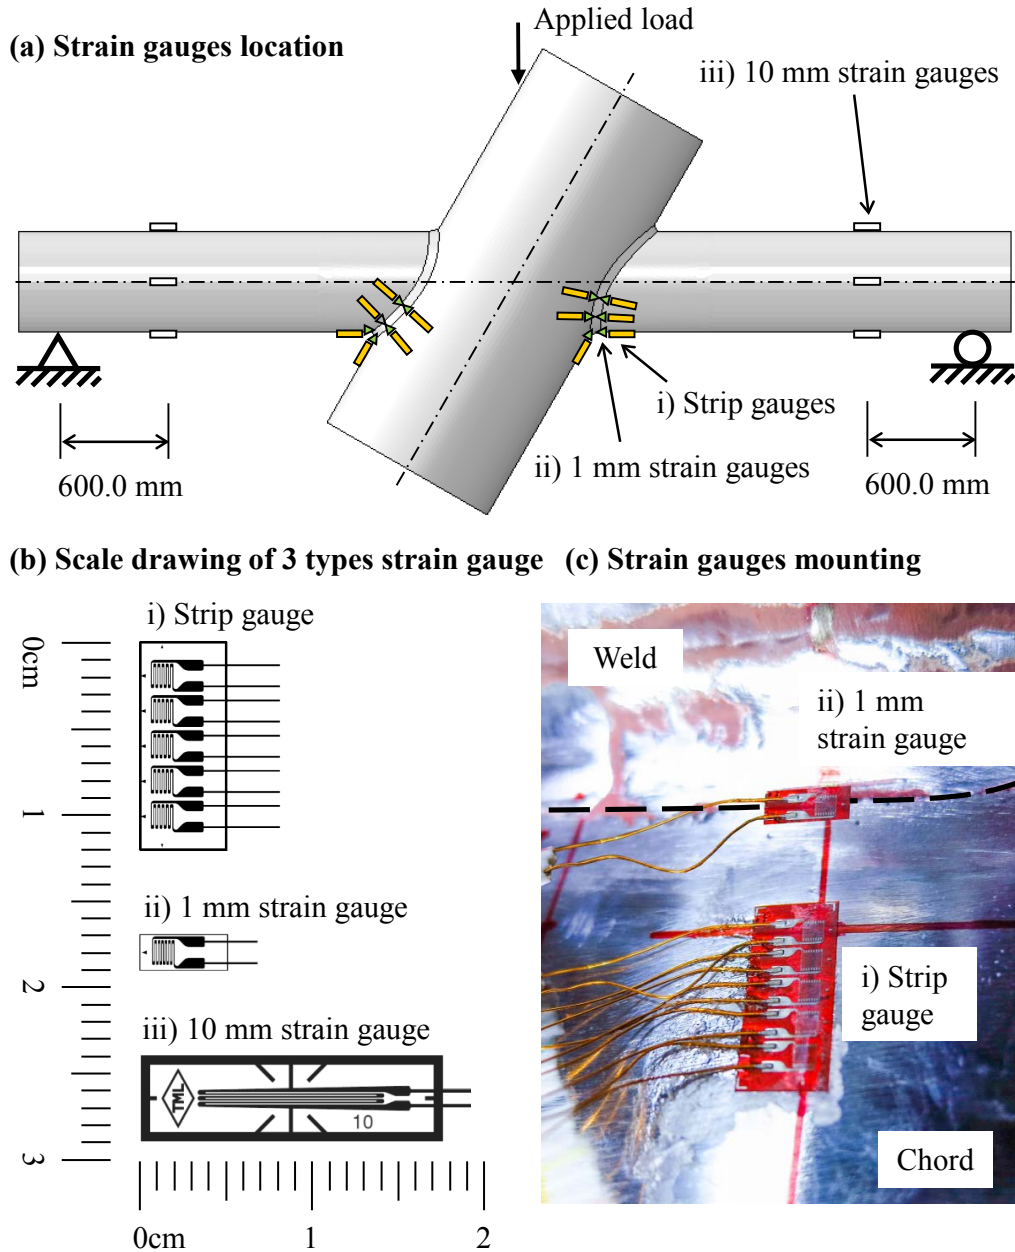 Applied load
(a) Strain gauges location
iii) 10 mm strain gauges
i) Strip gauges
ii) 1 mm strain gauges
600.0 mm
600.0 mm
(b) Scale drawing of 3 types strain gauge
(c) Strain gauges mounting
i) Strip gauge
0cm
1
2
3
ii) 1 mm strain gauge
iii) 10 mm strain gauge
TML
10
0cm
1
2
Weld
ii) 1 mm
strain gauge
i) Strip
gauge
Chord